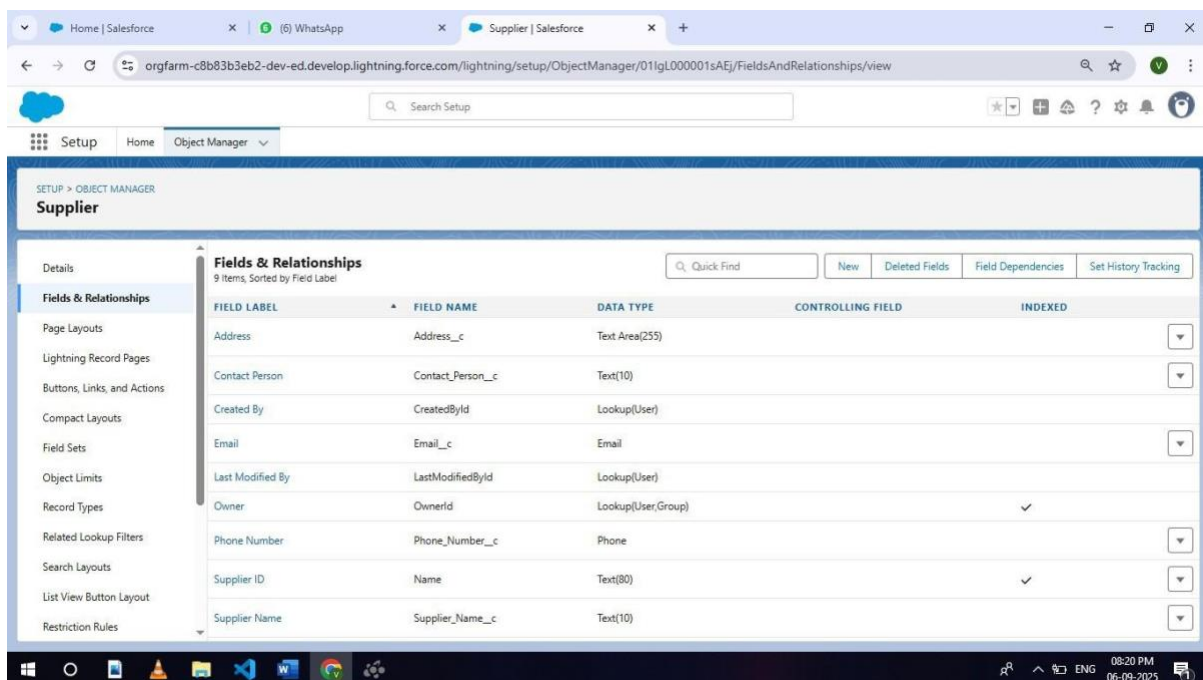 Home | Salesforce
(6) WhatsApp
Supplier | Salesforce
orgfarm-c8b83b3eb2-dev-ed.develop.lightning.force.com/lightning/setup/ObjectManager/01IgL000001sAEj/FieldsAndRelationships/view
V
Search Setup
Setup Home Object Manager
SETUP > OBJECT MANAGER
Supplier
Details
Fields & Relationships
Page Layouts
Lightning Record Pages
Buttons, Links, and Actions
Compact Layouts
Field Sets
Object Limits
Record Types
Related Lookup Filters
Search Layouts
List View Button Layout
Restriction Rules
Fields & Relationships
9 Items, Sorted by Field Label
Quick Find New Deleted Fields Field Dependencies Set History Tracking
FIELD LABEL FIELD NAME DATA TYPE CONTROLLING FIELD INDEXED
Address Address__c Text Area(255)
Contact Person Contact_Person__c Text(10)
Created By CreatedById Lookup(User)
Email Email__c Email
Last Modified By LastModifiedById Lookup(User)
Owner OwnerId Lookup(User,Group)
Phone Number Phone_Number__c Phone
Supplier ID Name Text(80)
Supplier Name Supplier_Name__c Text(10)
ENG
08:20 PM
06-09-2025